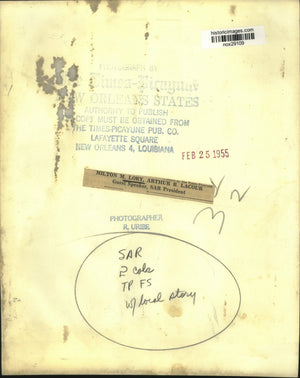 historicimages.com
nox29109
PHOTOGRAPH BY
Times-Picayune
NEW ORLEANS STATES
AUTHORITY TO PUBLISH
COPY MUST BE OBTAINED FROM
THE TIMES-PICAYUNE PUB. CO.
LAFAYETTE SQUARE
NEW ORLEANS 4, LOUISIANA
FEB 25 1955
MILTON M. LORY, ARTHUR R. LACOUR
Guest Speaker, SAR President
PHOTOGRAPHER
R. URIBE
SAR
2 cols
TP FS
w/ local story